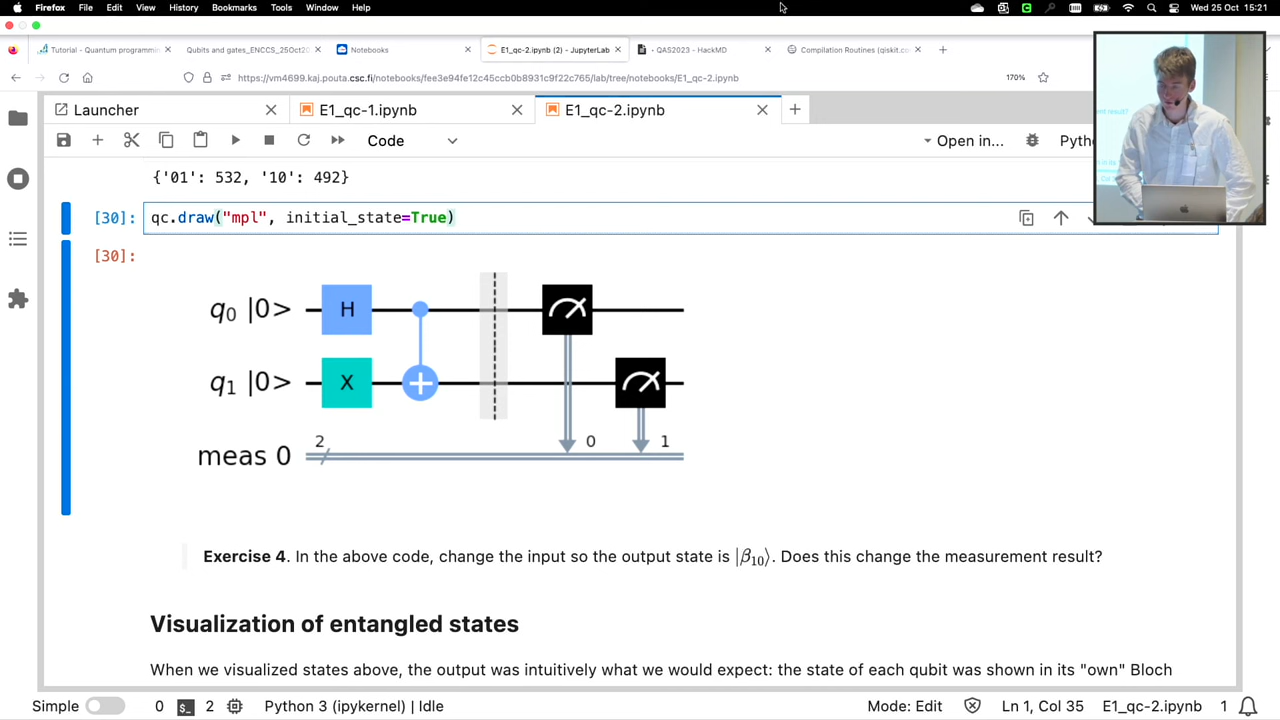 Firefox File Edit View History Bookmarks Tools Window Help Wed 25 Oct 15:21
Tutorial - Quantum programmin Qubits and gates_ENCCS_25Oct20 Notebooks E1_qc-2.ipynb (2) - JupyterLab - QAS2023 - HackMD Compilation Routines (qiskit.co
https://vm4699.kaj.pouta.csc.fi/notebooks/fee3e94fe12c45ccb0b8931c9f22c765/lab/tree/notebooks/E1_qc-2.ipynb 170%
Launcher E1_qc-1.ipynb E1_qc-2.ipynb
Code Open in... Pyth
{'01': 532, '10': 492}
[30]: qc.draw("mpl", initial_state=True)
[30]:
q0 |0> H
q1 |0> X
2 0 1
meas 0
Exercise 4. In the above code, change the input so the output state is |β10⟩. Does this change the measurement result?
Visualization of entangled states
When we visualized states above, the output was intuitively what we would expect: the state of each qubit was shown in its "own" Bloch
Simple 0 2 Python 3 (ipykernel) | Idle Mode: Edit Ln 1, Col 35 E1_qc-2.ipynb 1